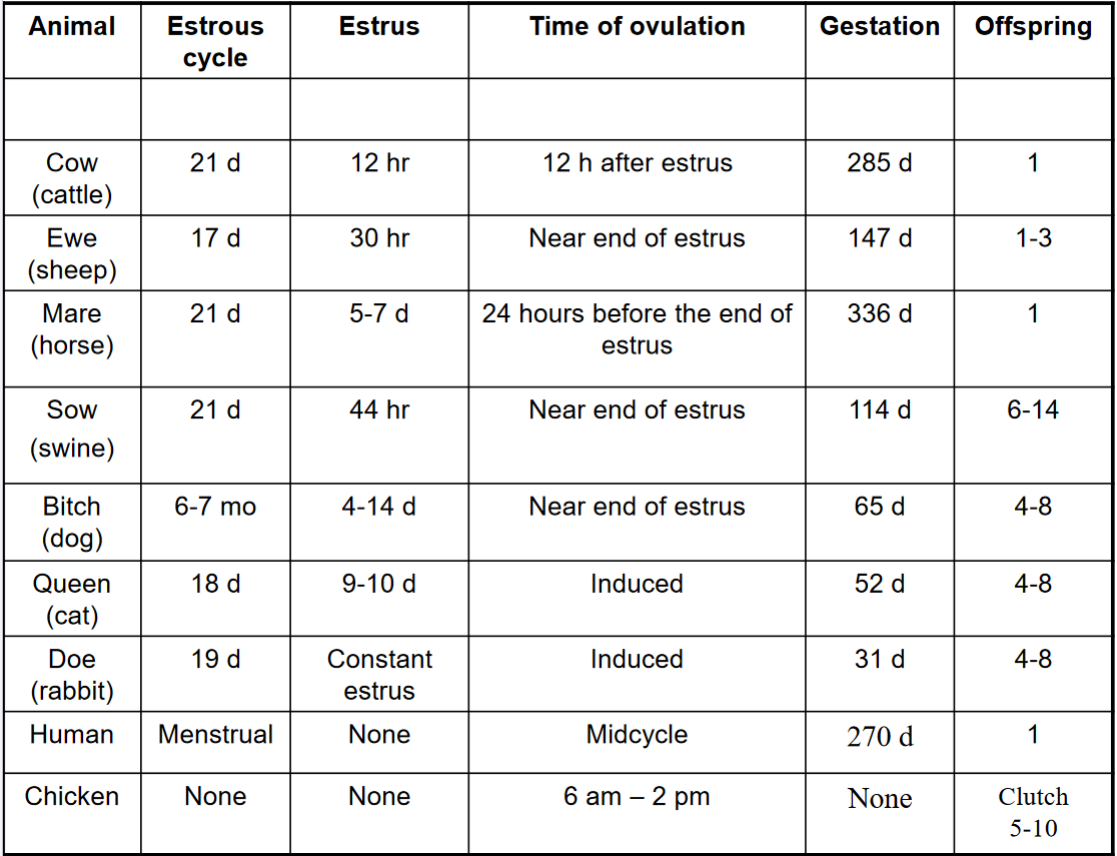 Animal Estrous cycle Estrus Time of ovulation Gestation Offspring
Cow (cattle) 21 d 12 hr 12 h after estrus 285 d 1
Ewe (sheep) 17 d 30 hr Near end of estrus 147 d 1-3
Mare (horse) 21 d 5-7 d 24 hours before the end of estrus 336 d 1
Sow (swine) 21 d 44 hr Near end of estrus 114 d 6-14
Bitch (dog) 6-7 mo 4-14 d Near end of estrus 65 d 4-8
Queen (cat) 18 d 9-10 d Induced 52 d 4-8
Doe (rabbit) 19 d Constant estrus Induced 31 d 4-8
Human Menstrual None Midcycle 270 d 1
Chicken None None 6 am – 2 pm None Clutch 5-10